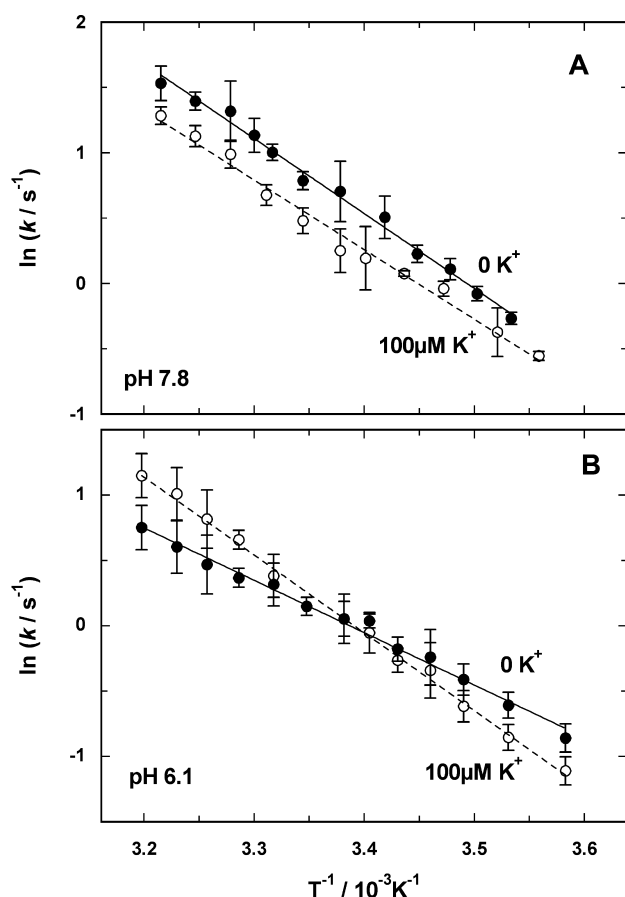 2
A
1
ln (k / s⁻¹)
0 K⁺
0
100µM K⁺
pH 7.8
-1
B
1
ln (k / s⁻¹)
0
0 K⁺
-1
100µM K⁺
pH 6.1
3.2 3.3 3.4 3.5 3.6
T⁻¹ / 10⁻³K⁻¹